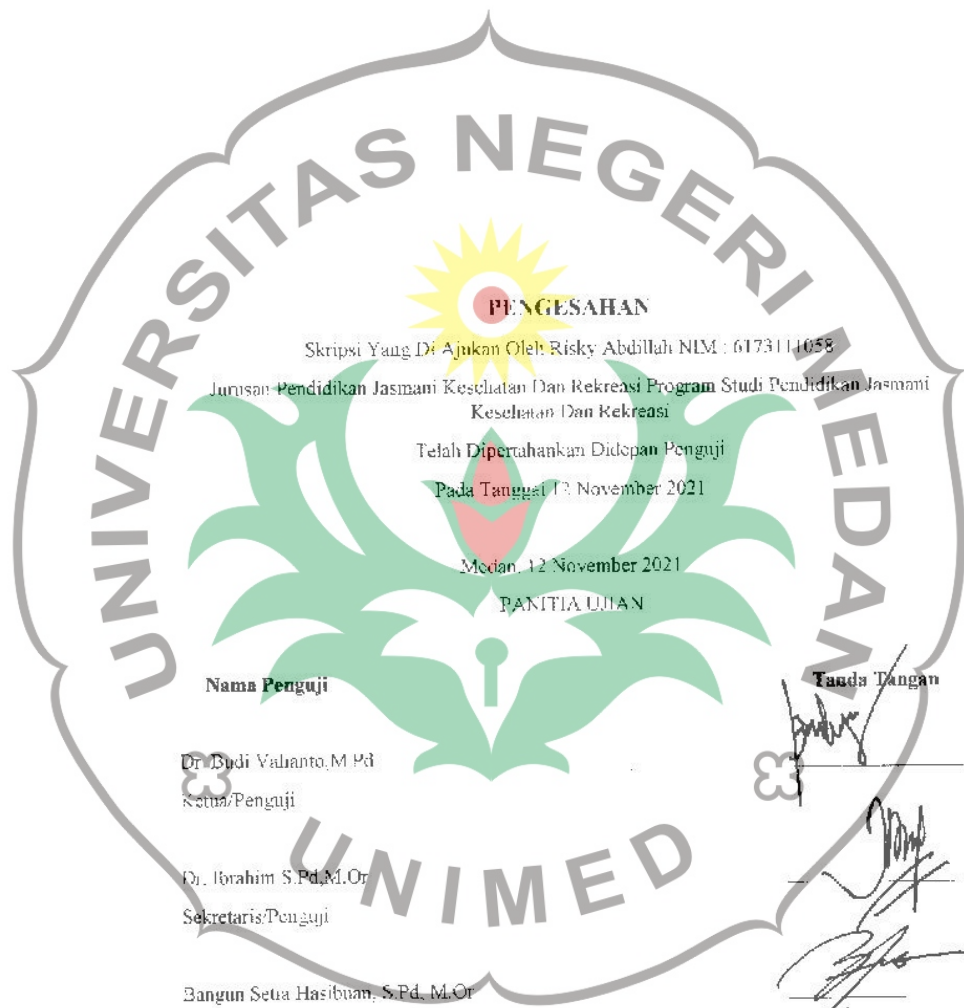 UNIVERSITAS NEGERI MEDAN
PENGESAHAN
Skripsi Yang Di Ajukan Oleh Risky Abdillah NIM : 6173111058
Jurusan Pendidikan Jasmani Kesehatan Dan Rekreasi Program Studi Pendidikan Jasmani
Kesehatan Dan Rekreasi
Telah Dipertahankan Didepan Penguji
Pada Tanggal 12 November 2021
Medan, 12 November 2021
PANITIA UJIAN
Nama Penguji
Tanda Tangan
Dr. Budi Valianto,M.Pd
Ketua/Penguji
Dr. Ibrahim S.Pd,M.Or
Sekretaris/Penguji
Bangun Setia Hasibuan, S.Pd, M.Or
UNIMED